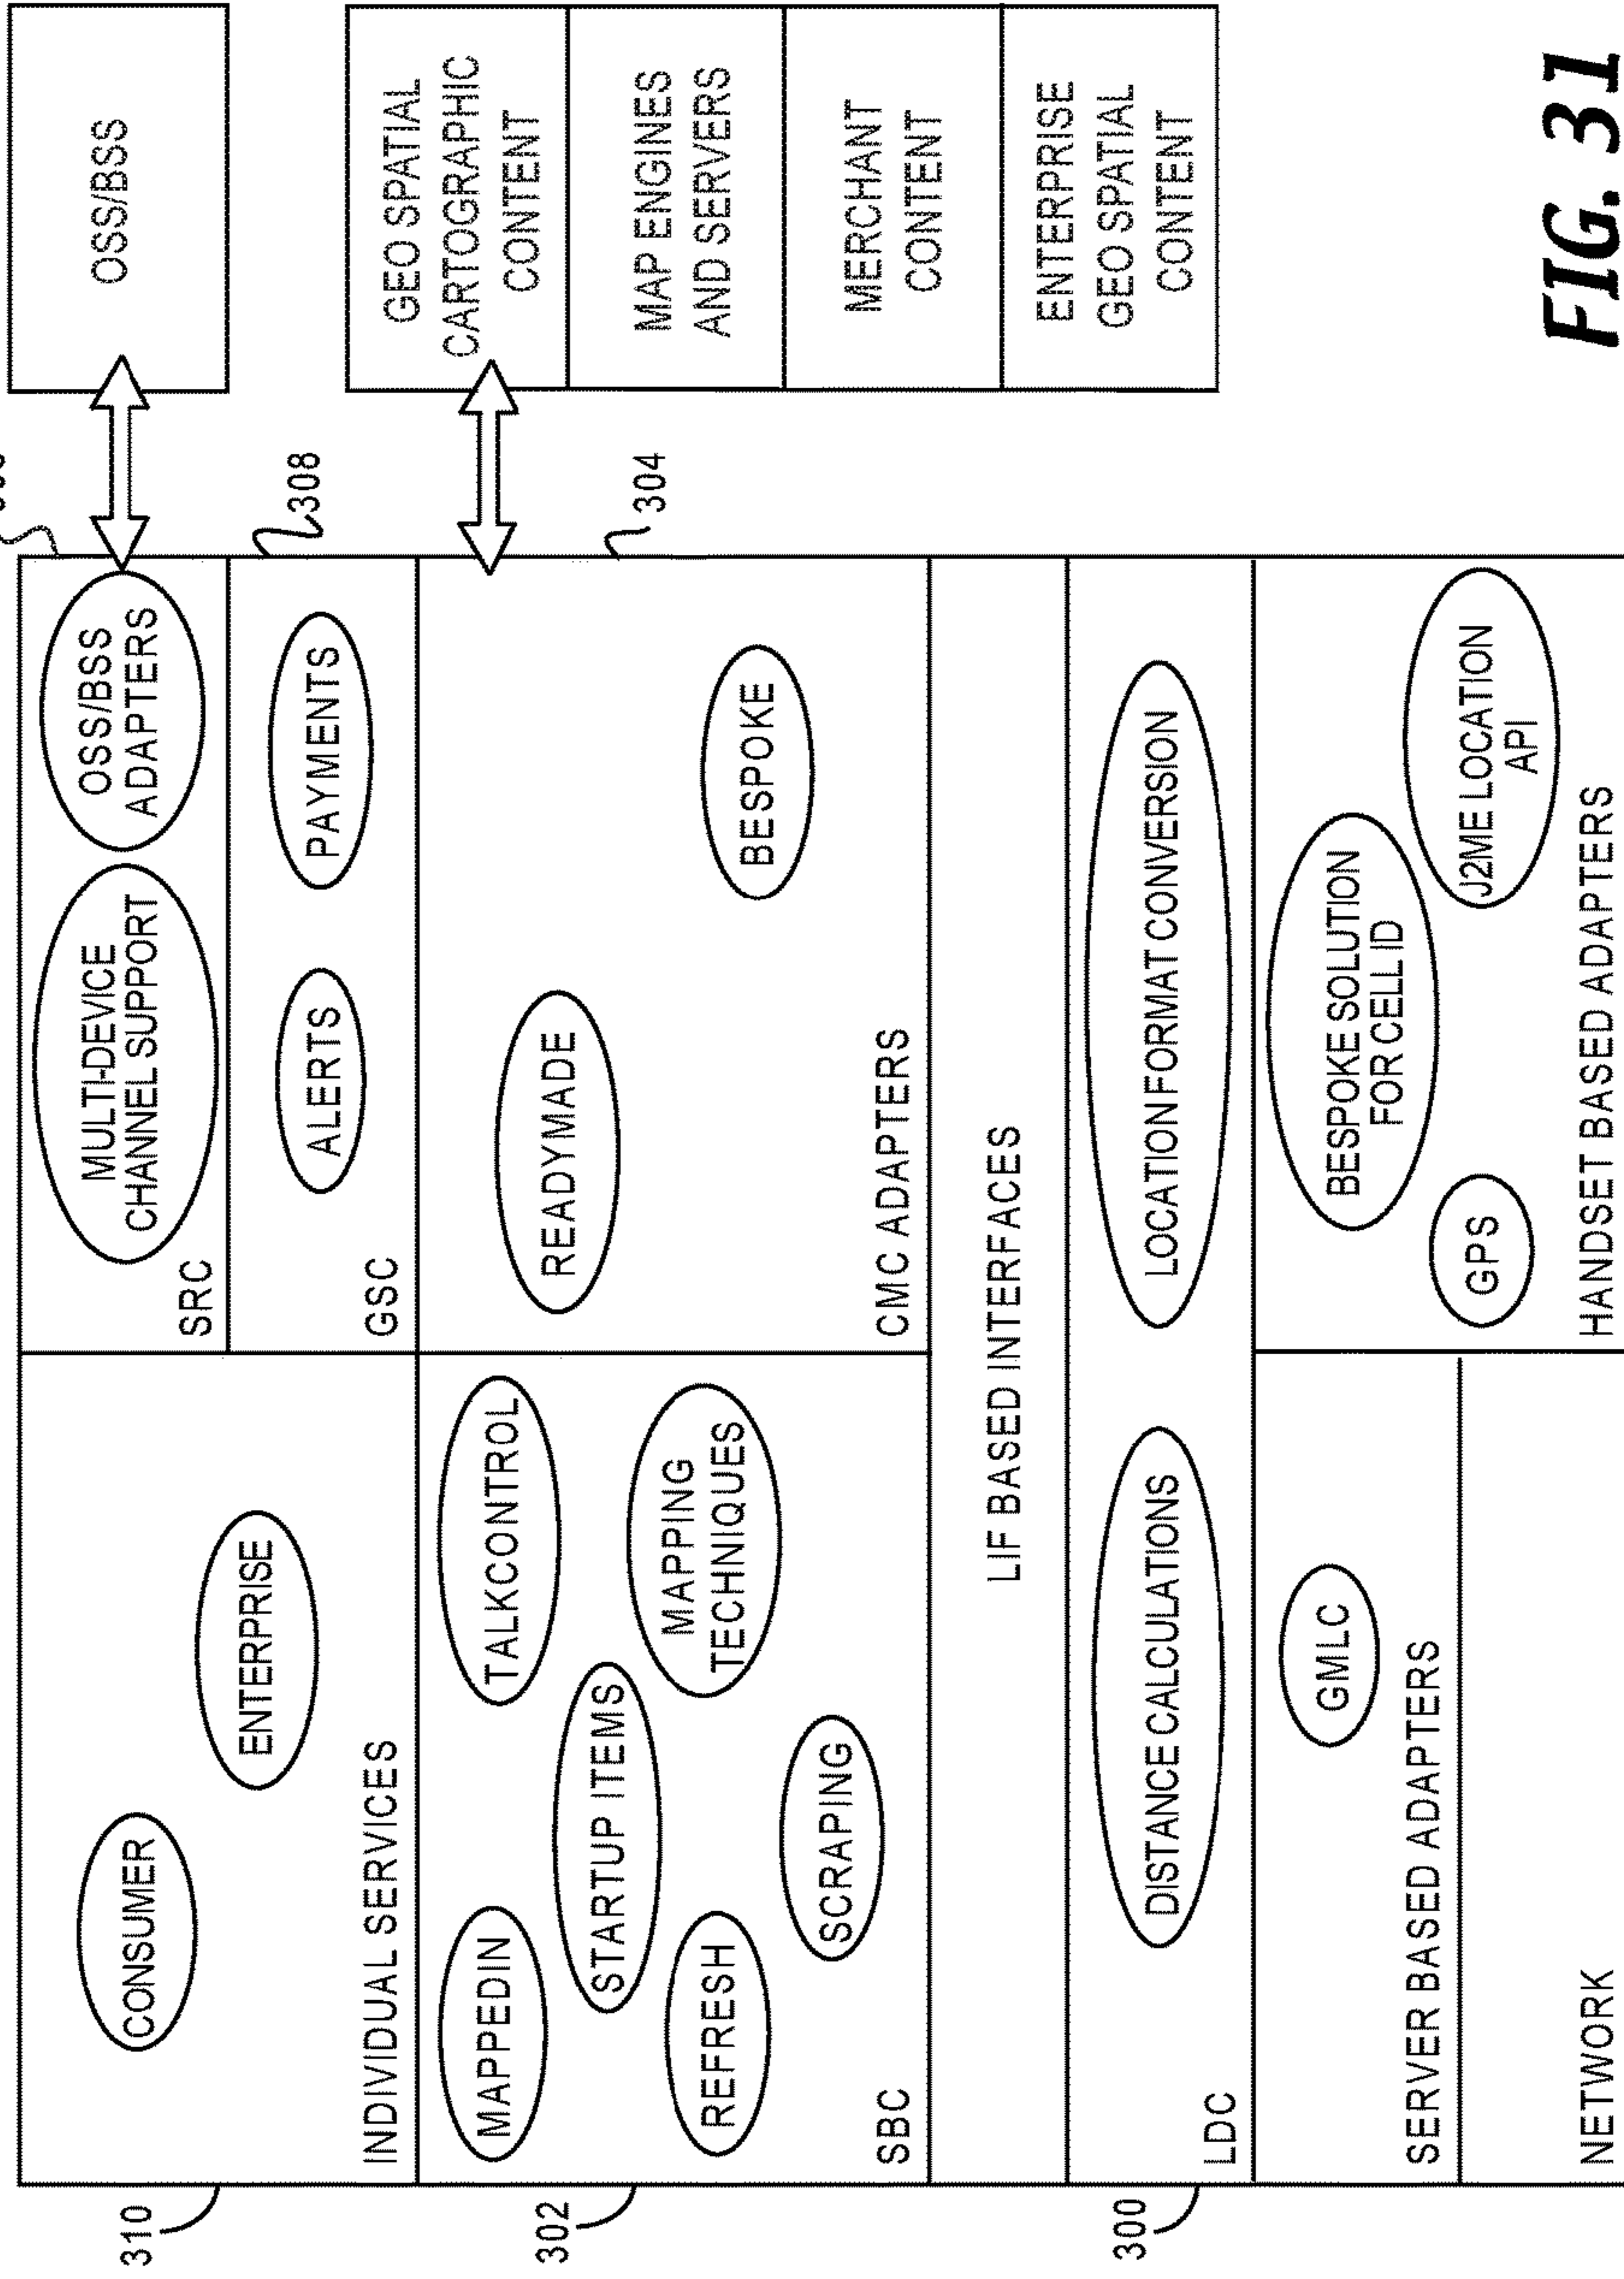 310
CONSUMER
ENTERPRISE
INDIVIDUAL SERVICES
MULTI-DEVICE
CHANNEL SUPPORT
OSS/BSS
ADAPTERS
SRC
OSS/BSS
308
ALERTS
PAYMENTS
GSC
302
MAPPEDIN
TALKCONTROL
STARTUP ITEMS
MAPPING
TECHNIQUES
REFRESH
SCRAPING
SBC
304
READYMADE
BESPOKE
CMC ADAPTERS
GEO SPATIAL
CARTOGRAPHIC
CONTENT
MAP ENGINES
AND SERVERS
MERCHANT
CONTENT
ENTERPRISE
GEO SPATIAL
CONTENT
LIF BASED INTERFACES
300
DISTANCE CALCULATIONS
LOCATION FORMAT CONVERSION
LDC
GMLC
SERVER BASED ADAPTERS
NETWORK
BESPOKE SOLUTION
FOR CELL ID
GPS
J2ME LOCATION
API
HANDSET BASED ADAPTERS
FIG. 31